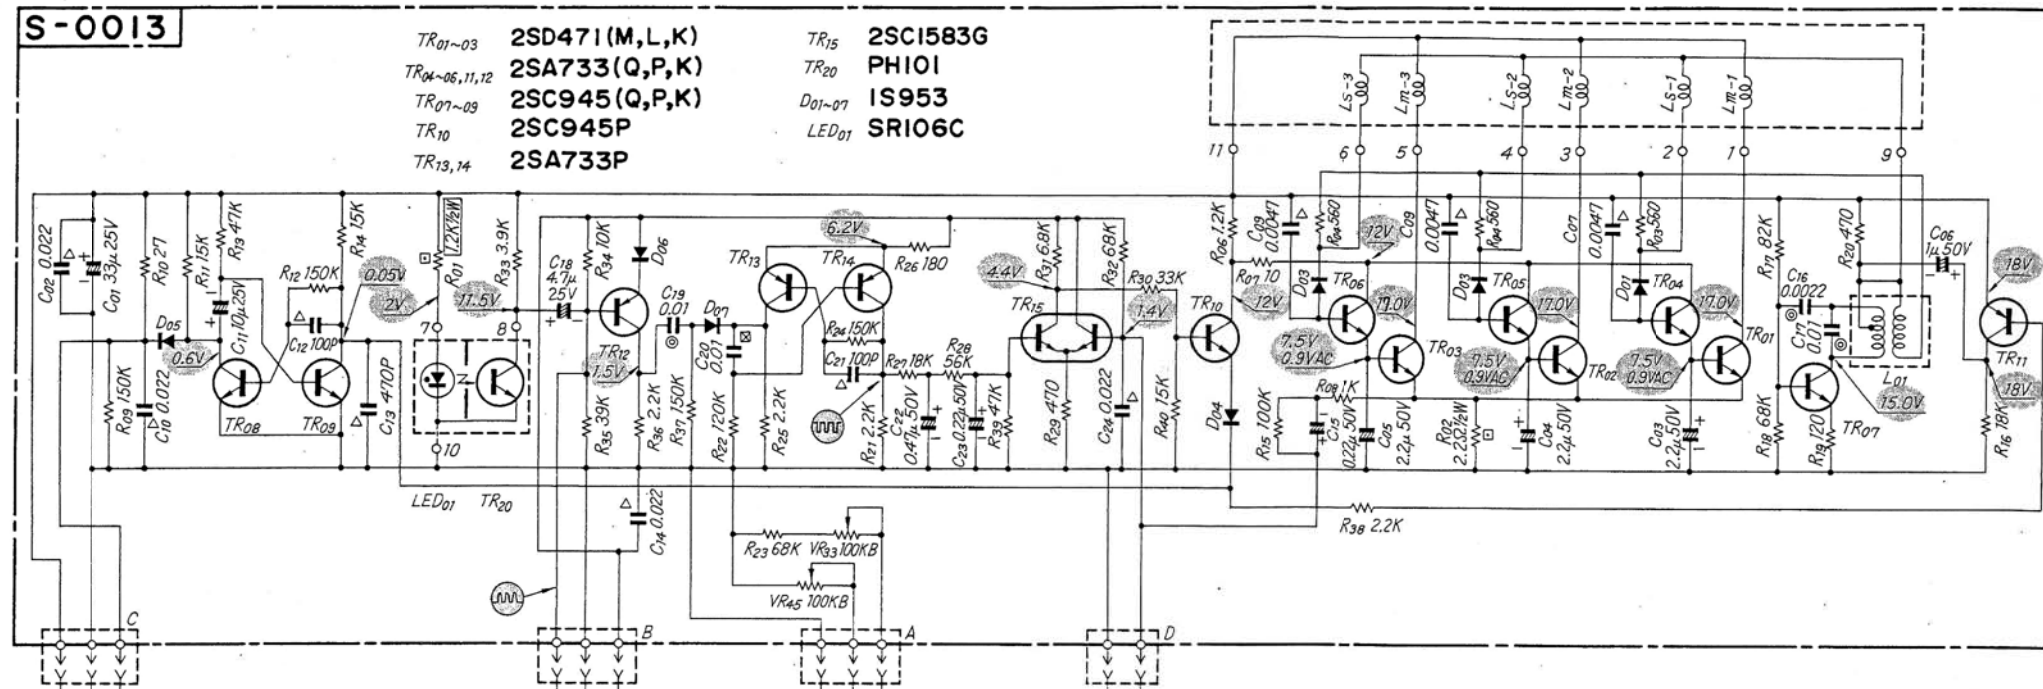 S-0013
TR01~03 2SD471(M,L,K)
TR04~06,11,12 2SA733(Q,P,K)
TR07~09 2SC945(Q,P,K)
TR10 2SC945P
TR13,14 2SA733P
TR15 2SC1583G
TR20 PH101
D01~07 1S953
LED01 SR106C
Ls-3
Lm-3
Ls-2
Lm-2
Ls-1
Lm-1
11
6
5
4
3
2
1
9
C02 0.022
C01 33μ 25V
R10 27
R11 15K
R13 47K
R14 15K
R12 150K
0.05V
2V
R01
1.2K½W
R33 3.9K
11.5V
C18
4.7μ
25V
R34 10K
D06
C19
0.01
D07
TR13
TR14
6.2V
R26 180
4.4V
R31 6.8K
R32 68K
R30 33K
TR15
1.4V
TR10
R06 1.2K
R07 10
12V
C09
0.0047
R04 560
12V
C09
0.0047
R04 560
C07
0.0047
R03 560
D03
TR06
17.0V
D03
TR05
17.0V
D01
TR04
17.0V
TR01
R17 82K
C16
0.0022
C17
0.01
R20 470
C06
1μ 50V
18V
TR11
18V
L01
15.0V
TR07
D05
0.6V
C11 10μ 25V
C12 100P
TR08
TR09
R09 150K
C10 0.022
C13 470P
7
8
10
LED01
TR20
TR12
1.5V
R35 39K
R36 2.2K
R37 150K
C20
0.01
R22 120K
R25 2.2K
R24 150K
C21 100P
R21 2.2K
R27 18K
R28
56K
C22
0.47μ 50V
C23 0.22μ 50V
R39 47K
R29 470
C24 0.022
R40 15K
D04
7.5V
0.9VAC
TR03
7.5V
0.9VAC
TR02
7.5V
0.9VAC
R08 1K
R15 100K
C15
0.22μ 50V
C05
2.2μ 50V
R02
2.2Ω½W
C04
2.2μ 50V
C03
2.2μ 50V
R18 68K
R19 120
R16 18K
C14 0.022
R23 68K
VR33 100KB
VR45 100KB
R38 2.2K
C
B
A
D